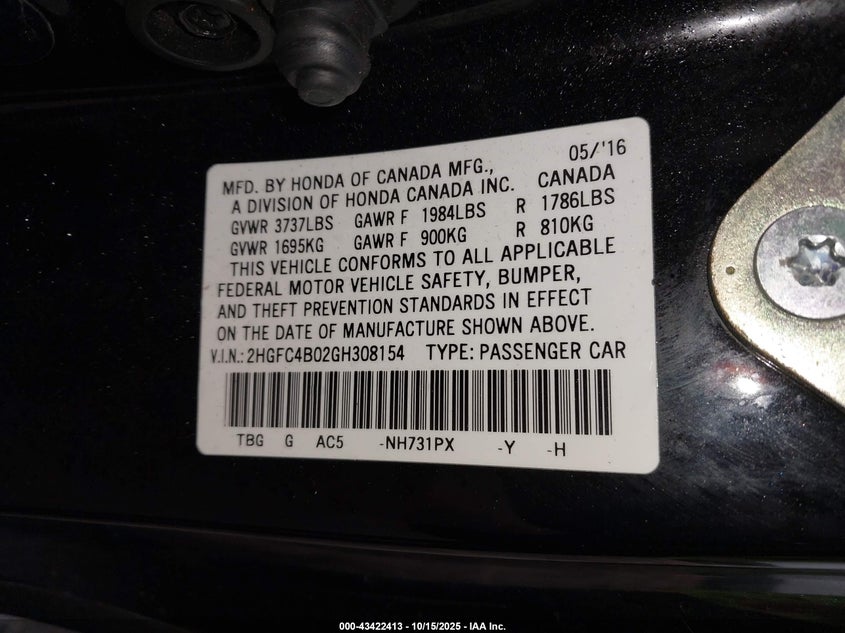 05/'16
MFD. BY HONDA OF CANADA MFG.,
A DIVISION OF HONDA CANADA INC. CANADA
GVWR 3737LBS GAWR F 1984LBS R 1786LBS
GVWR 1695KG GAWR F 900KG R 810KG
THIS VEHICLE CONFORMS TO ALL APPLICABLE
FEDERAL MOTOR VEHICLE SAFETY, BUMPER,
AND THEFT PREVENTION STANDARDS IN EFFECT
ON THE DATE OF MANUFACTURE SHOWN ABOVE.
V.I.N.: 2HGFC4B02GH308154 TYPE: PASSENGER CAR
TBG G AC5 -NH731PX -Y -H
000-43422413 - 10/15/2025 - IAA Inc.